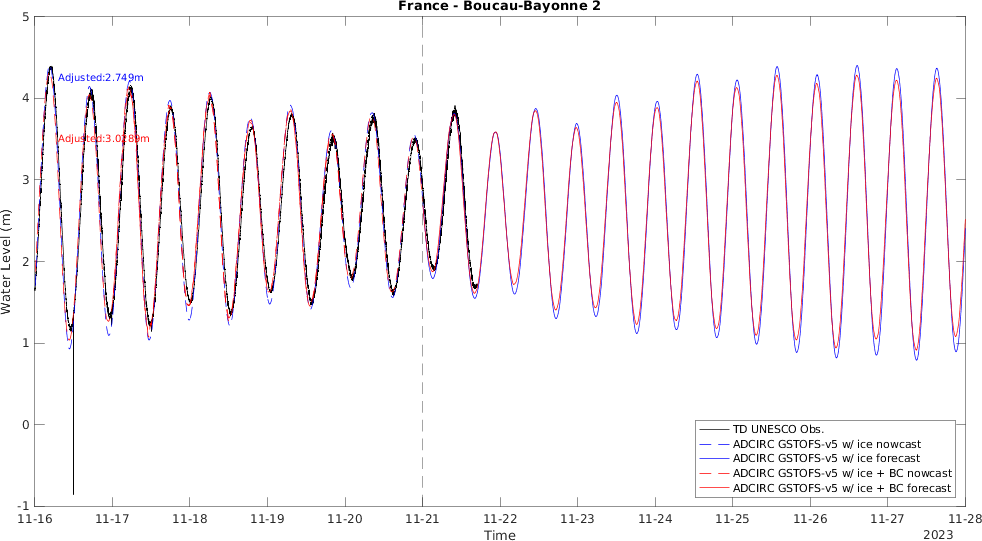 France - Boucau-Bayonne 2
5
4
3
2
1
0
-1
Water Level (m)
Adjusted:2.749m
Adjusted:3.0289m
TD UNESCO Obs.
ADCIRC GSTOFS-v5 w/ ice nowcast
ADCIRC GSTOFS-v5 w/ ice forecast
ADCIRC GSTOFS-v5 w/ ice + BC nowcast
ADCIRC GSTOFS-v5 w/ ice + BC forecast
11-16 11-17 11-18 11-19 11-20 11-21 11-22 11-23 11-24 11-25 11-26 11-27 11-28
Time
2023